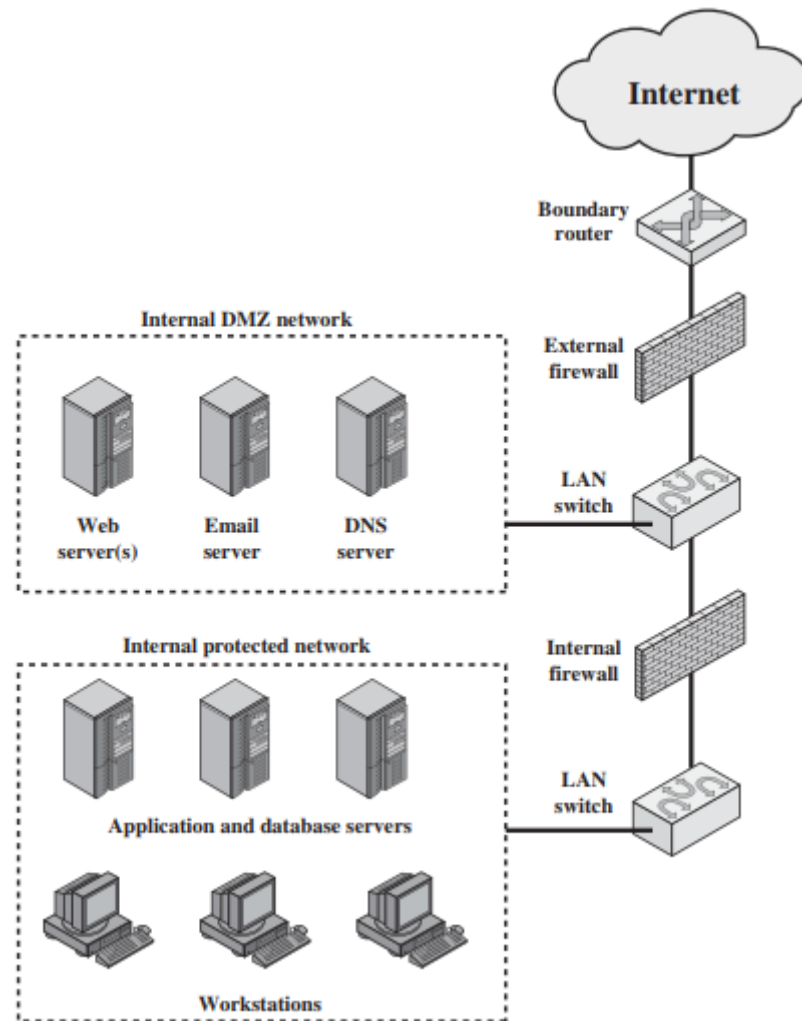 Internet
Boundary
router
Internal DMZ network
External
firewall
Web
server(s)
Email
server
DNS
server
LAN
switch
Internal protected network
Internal
firewall
Application and database servers
LAN
switch
Workstations